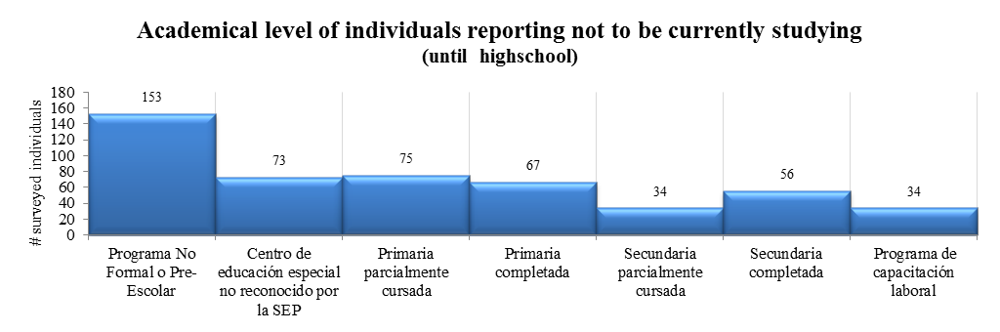 Academical level of individuals reporting not to be currently studying
(until highschool)
# surveyed individuals
180
160
140
120
100
80
60
40
20
0
153
73
75
67
34
56
34
Programa No
Formal o Pre-
Escolar
Centro de
educación especial
no reconocido por
la SEP
Primaria
parcialmente
cursada
Primaria
completada
Secundaria
parcialmente
cursada
Secundaria
completada
Programa de
capacitación
laboral